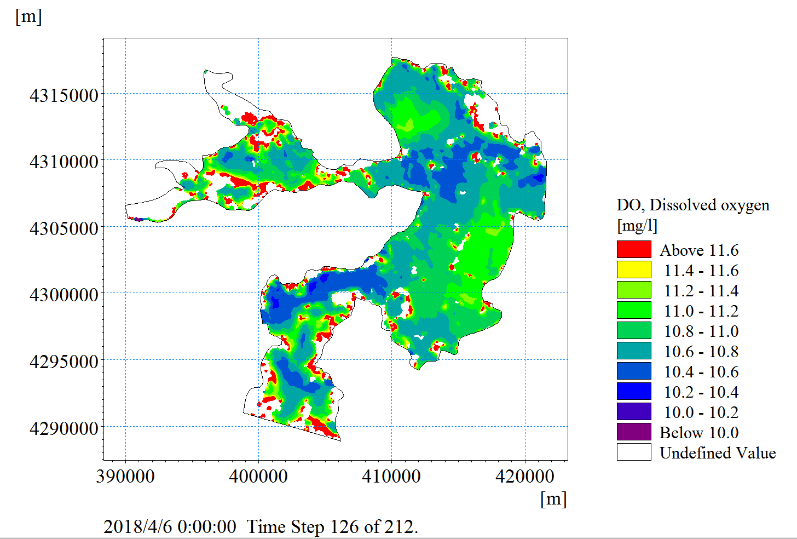 [m]
4315000
4310000
4305000
4300000
4295000
4290000
390000 400000 410000 420000
[m]
DO, Dissolved oxygen
[mg/l]
Above 11.6
11.4 - 11.6
11.2 - 11.4
11.0 - 11.2
10.8 - 11.0
10.6 - 10.8
10.4 - 10.6
10.2 - 10.4
10.0 - 10.2
Below 10.0
Undefined Value
2018/4/6 0:00:00 Time Step 126 of 212.